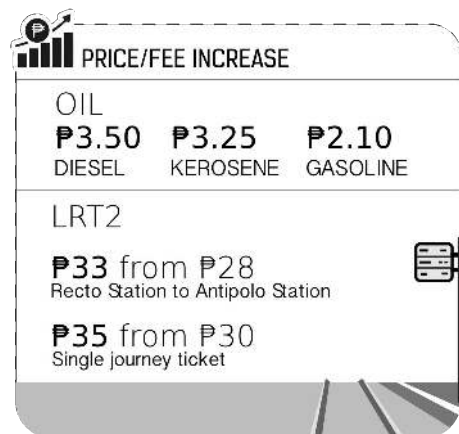 ₱
PRICE/FEE INCREASE
OIL
₱3.50 ₱3.25 ₱2.10
DIESEL KEROSENE GASOLINE
LRT2
₱33 from ₱28
Recto Station to Antipolo Station
₱35 from ₱30
Single journey ticket